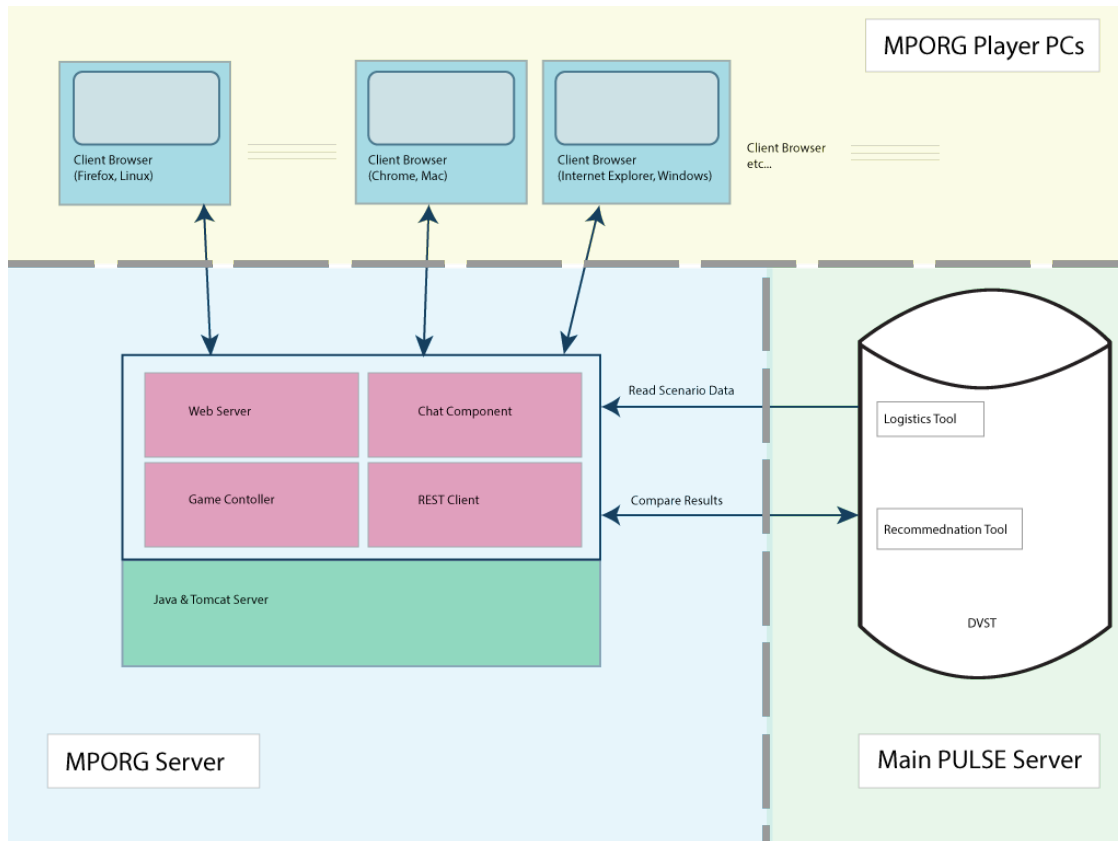 MPORG Player PCs
Client Browser
(Firefox, Linux)
Client Browser
(Chrome, Mac)
Client Browser
(Internet Explorer, Windows)
Client Browser
etc...
Web Server
Chat Component
Read Scenario Data
Logistics Tool
Game Contoller
REST Client
Compare Results
Recommednation Tool
Java & Tomcat Server
DVST
MPORG Server
Main PULSE Server